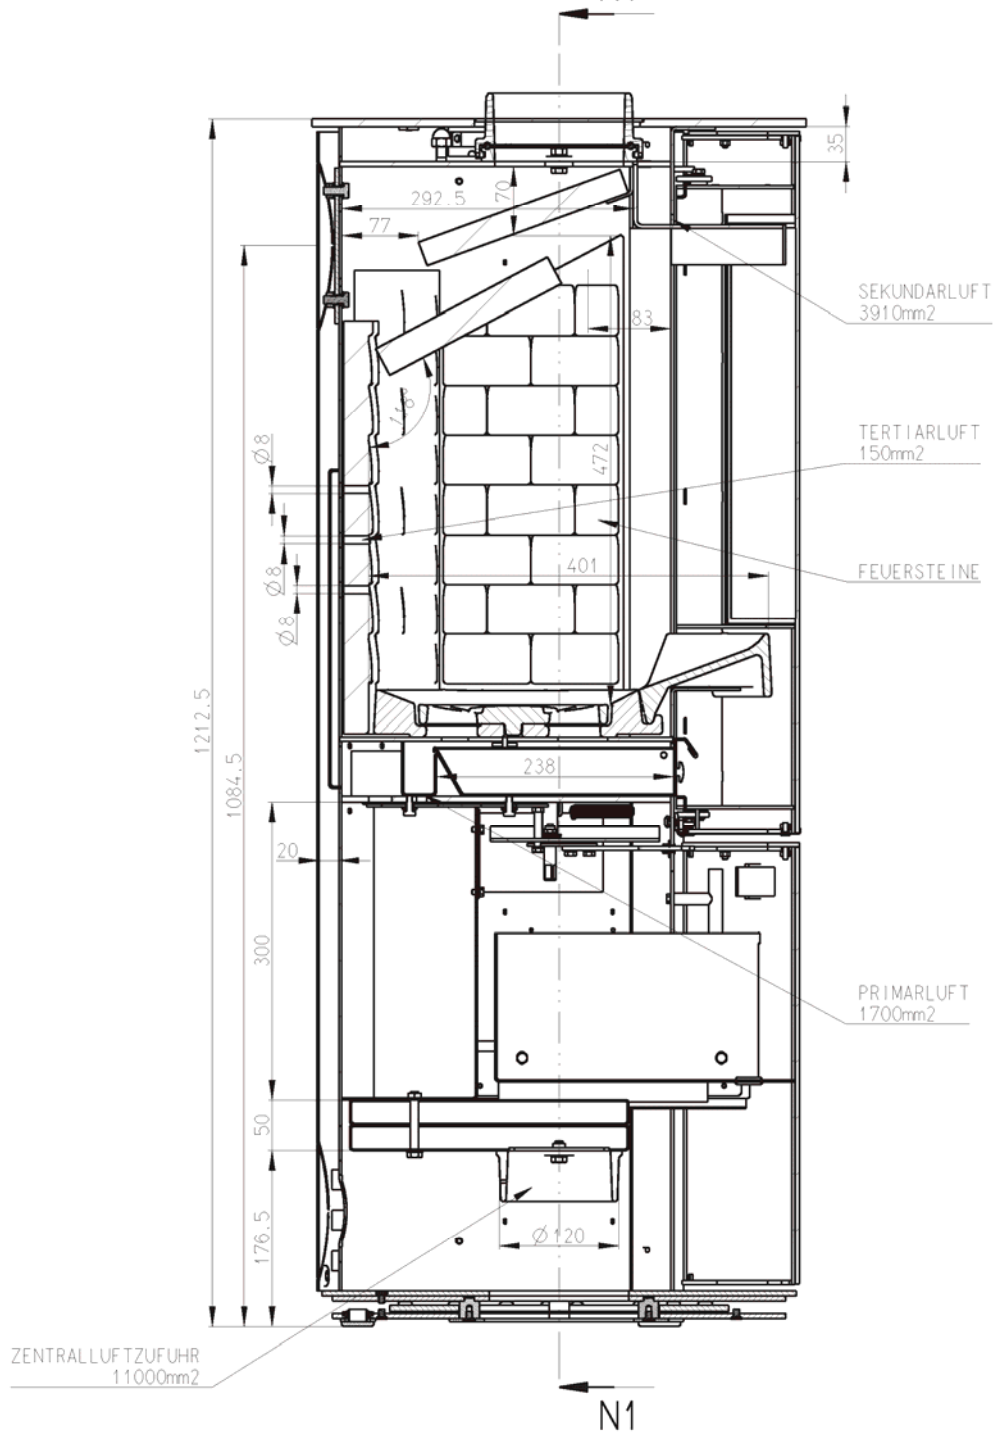 35
292.5
70
77
SEKUNDARLUFT
3910mm2
83
116°
TERTIARLUFT
150mm2
Ø8
472
Ø8
401
FEUERSTEINE
Ø8
1212.5
1084.5
238
20
300
PRIMARLUFT
1700mm2
50
176.5
Ø120
ZENTRALLUFTZUFUHR
11000mm2
N1